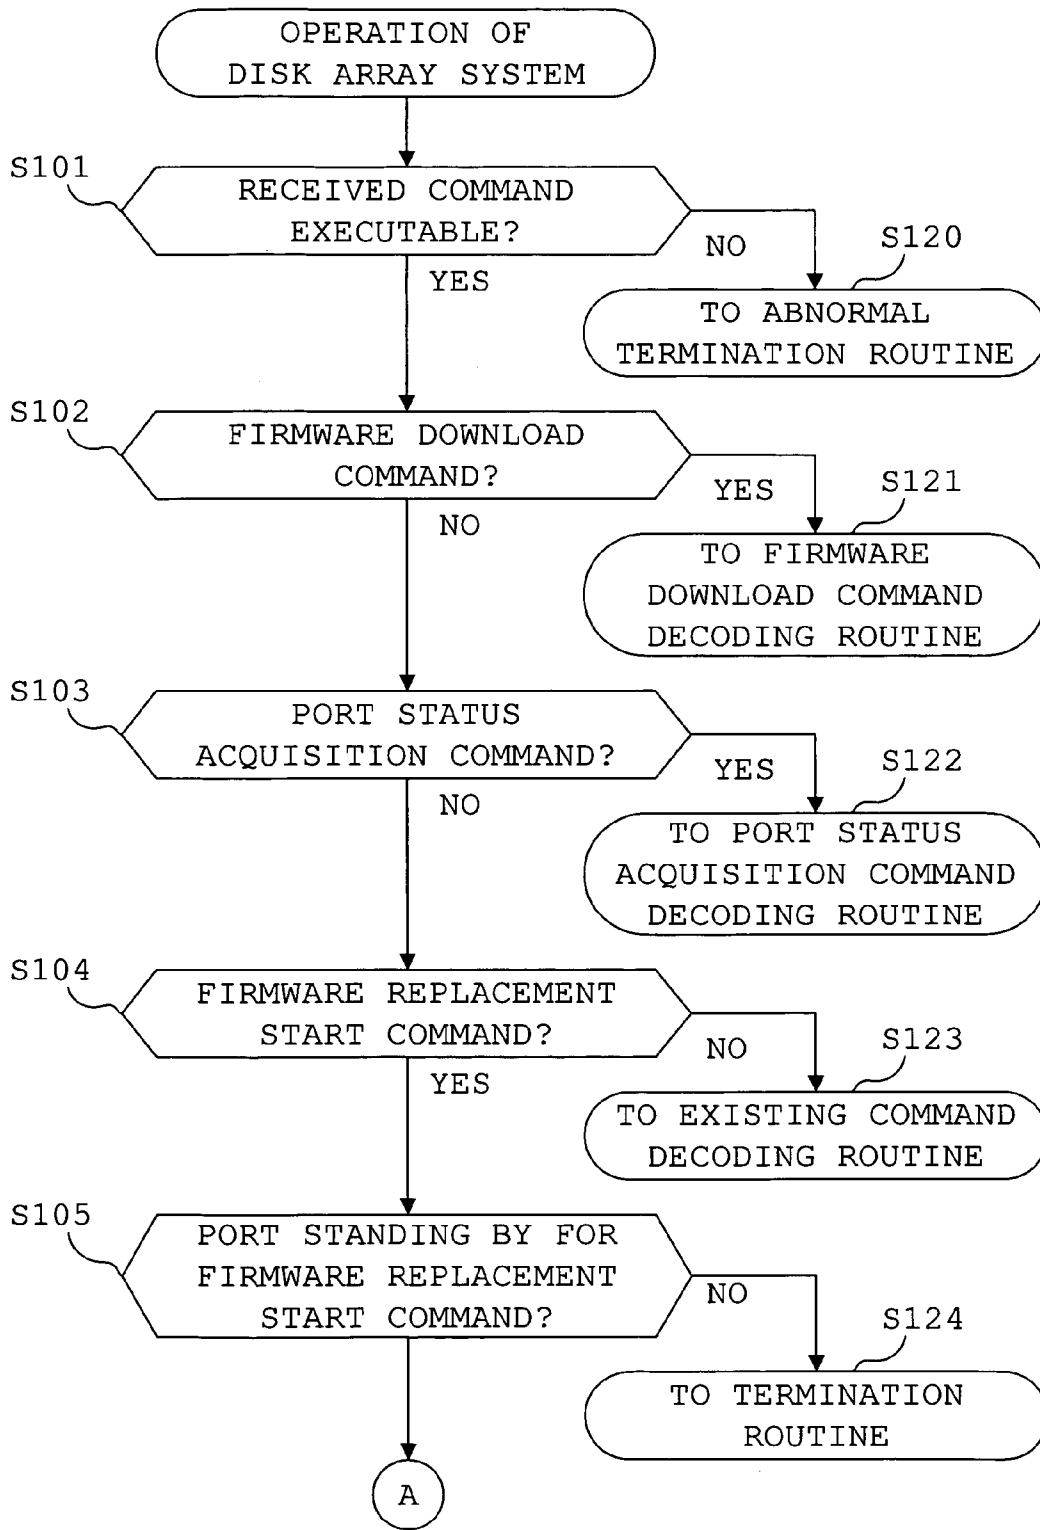 OPERATION OF
DISK ARRAY SYSTEM
S101
RECEIVED COMMAND
EXECUTABLE?
NO
YES
S120
TO ABNORMAL
TERMINATION ROUTINE
S102
FIRMWARE DOWNLOAD
COMMAND?
YES
NO
S121
TO FIRMWARE
DOWNLOAD COMMAND
DECODING ROUTINE
S103
PORT STATUS
ACQUISITION COMMAND?
YES
NO
S122
TO PORT STATUS
ACQUISITION COMMAND
DECODING ROUTINE
S104
FIRMWARE REPLACEMENT
START COMMAND?
NO
YES
S123
TO EXISTING COMMAND
DECODING ROUTINE
S105
PORT STANDING BY FOR
FIRMWARE REPLACEMENT
START COMMAND?
NO
S124
TO TERMINATION
ROUTINE
A